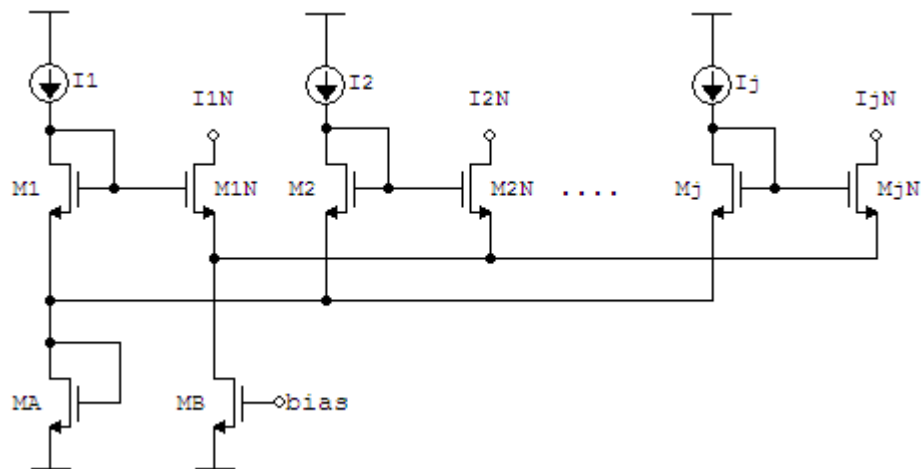 I1 I2 Ij
I1N I2N IjN
M1 M1N M2 M2N .... Mj MjN
MA MB bias